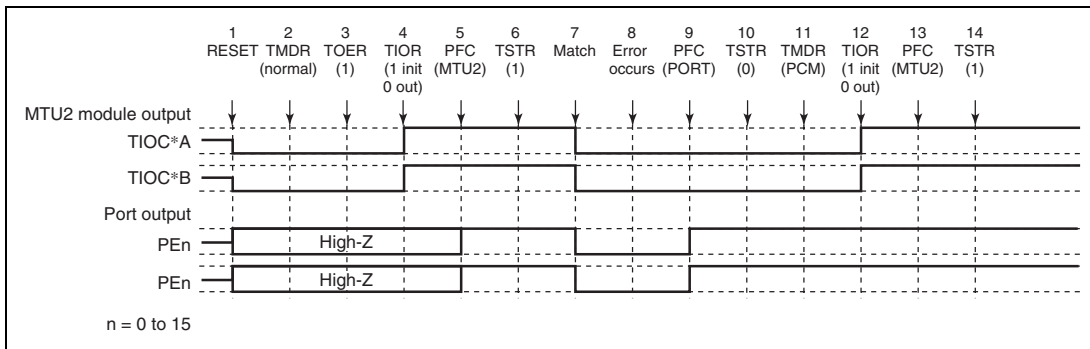 1 2 3 4 5 6 7 8 9 10 11 12 13 14
RESET TMDR TOER TIOR PFC TSTR Match Error PFC TSTR TMDR TIOR PFC TSTR
(normal) (1) (1 init (MTU2) (1) occurs (PORT) (0) (PCM) (1 init (MTU2) (1)
0 out) 0 out)
MTU2 module output
TIOC*A
TIOC*B
Port output
PEn High-Z
PEn High-Z
n = 0 to 15